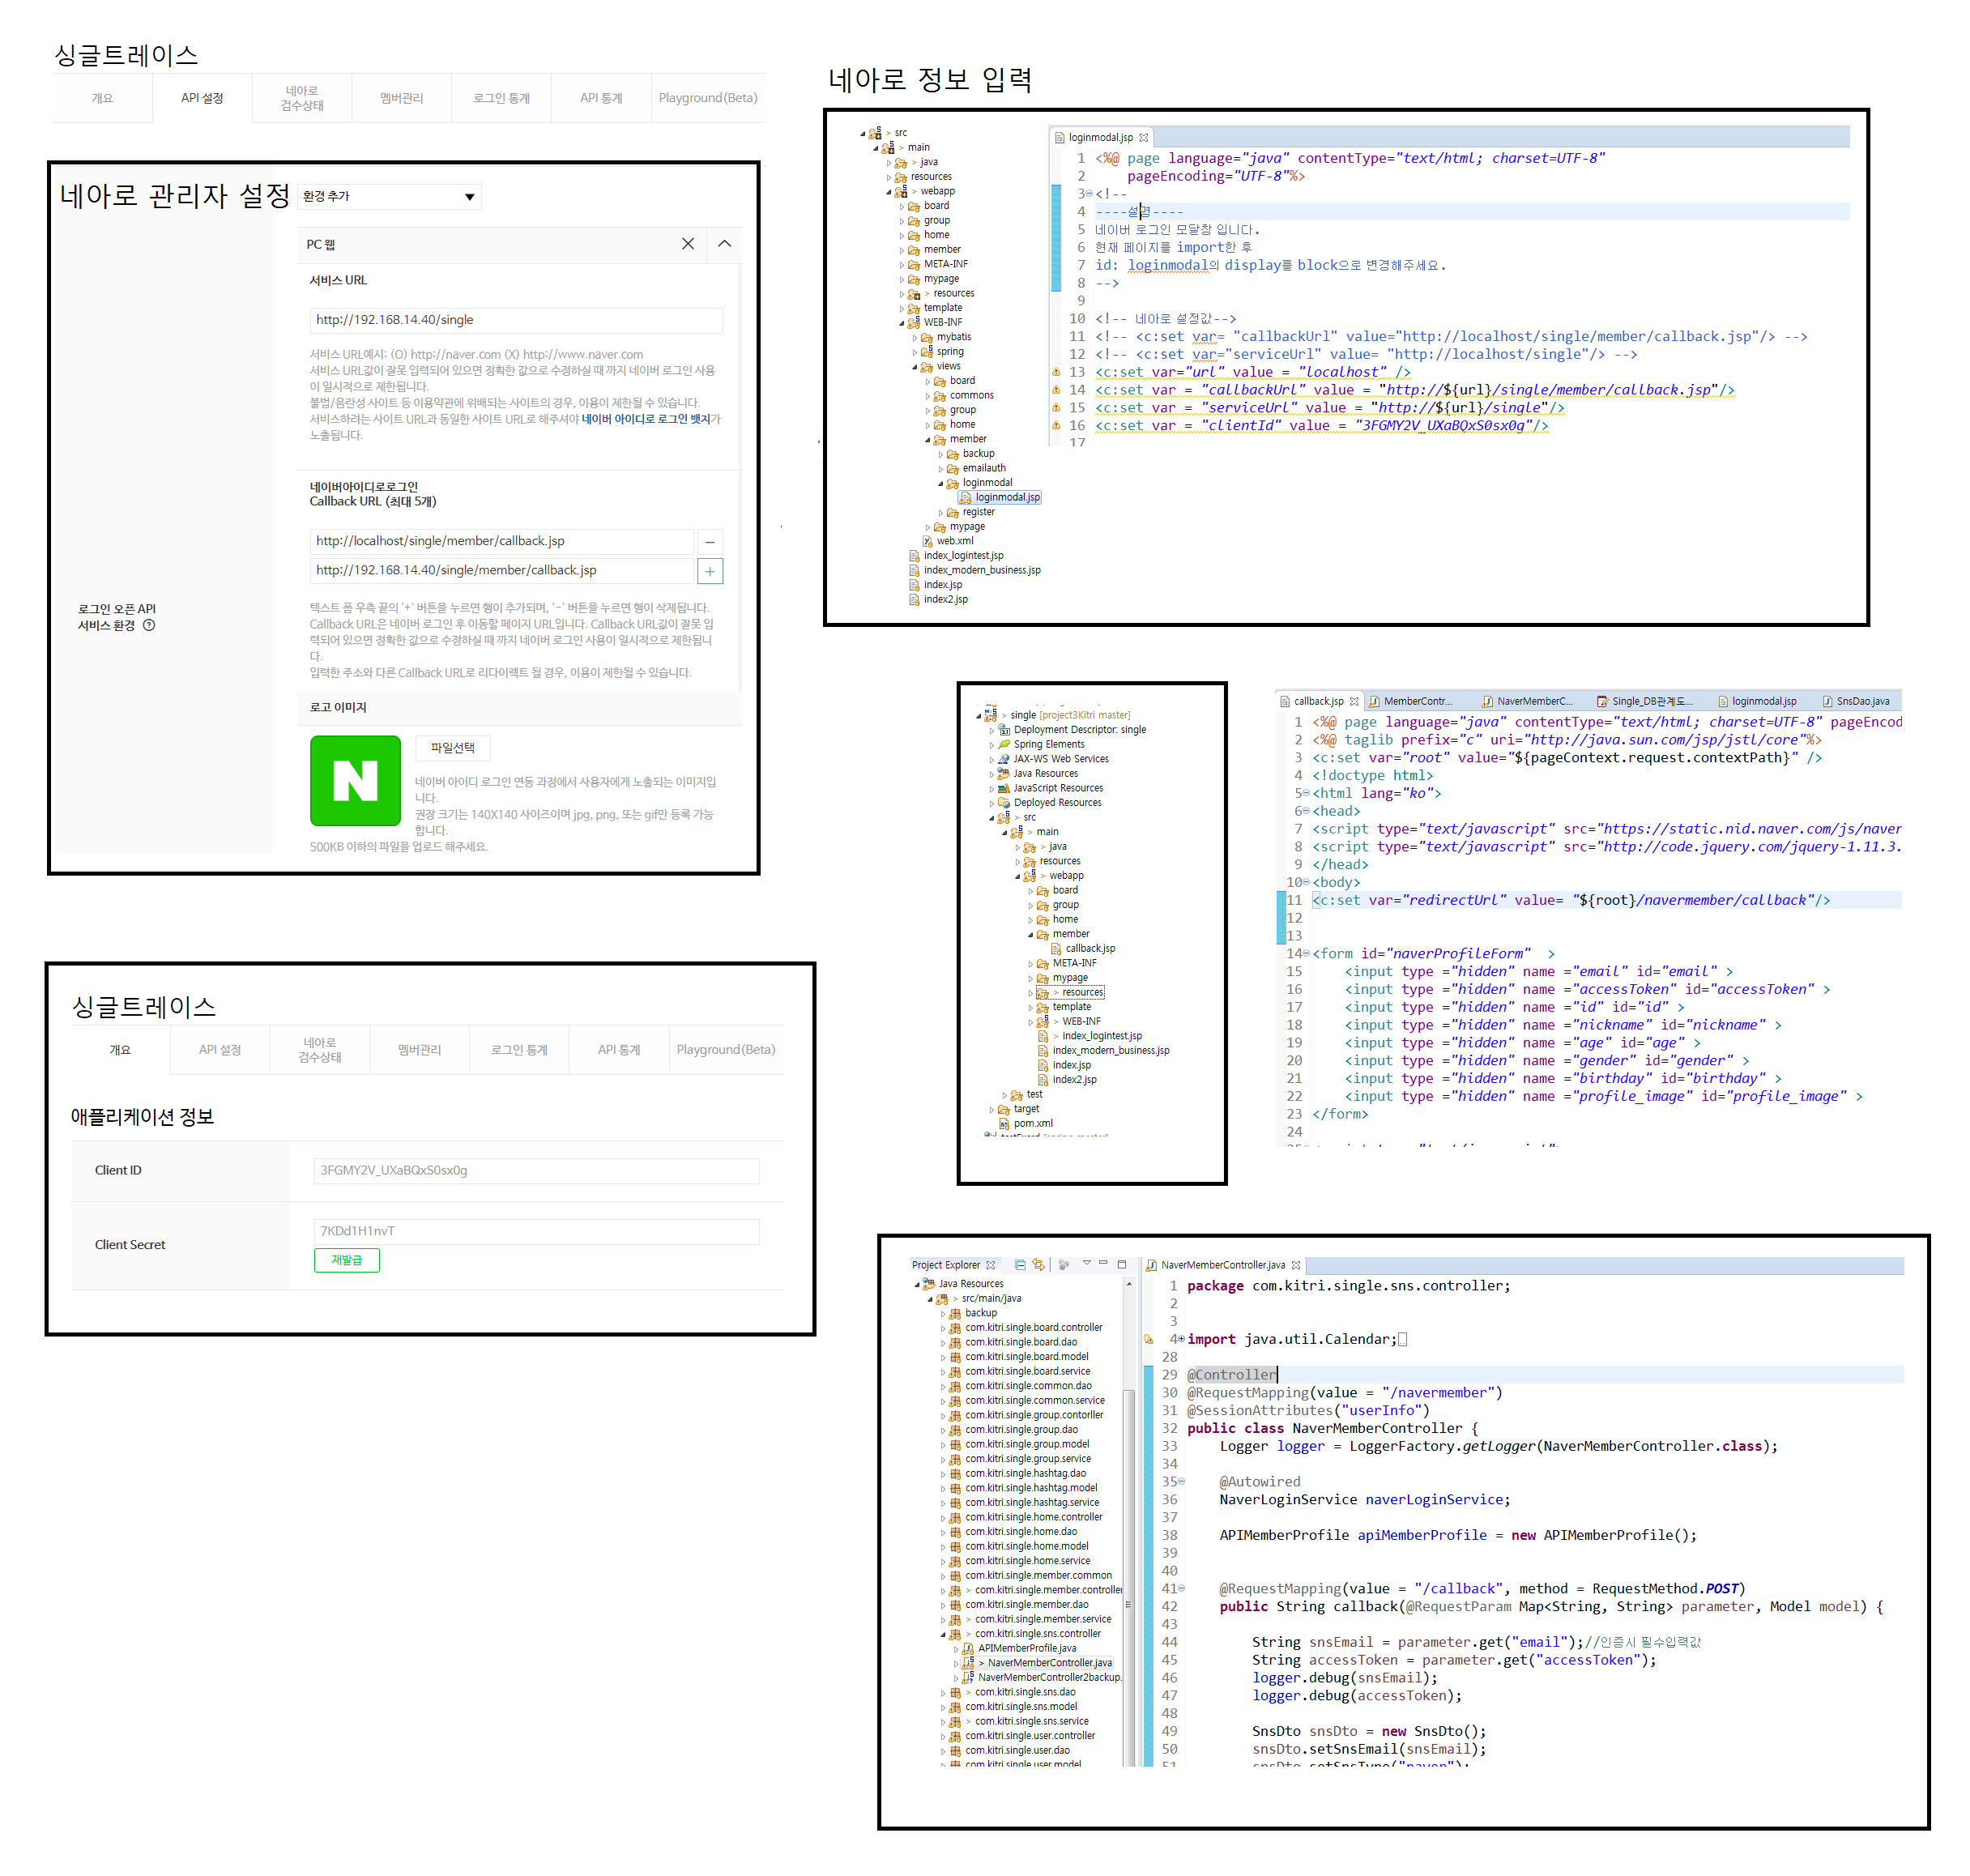 싱글트레이스
개요
API 설정
네아로
검수상태
멤버관리
로그인 통계
API 통계
Playground(Beta)
네아로 관리자 설정
환경 추가
PC 웹
서비스 URL
http://192.168.14.40/single
서비스 URL예시: (O) http://naver.com (X) http://www.naver.com
서비스 URL값이 잘못 입력되어 있으면 정확한 값으로 수정하실 때 까지 네이버 로그인 사용
이 일시적으로 제한됩니다.
불법/음란성 사이트 등 이용약관에 위배되는 사이트의 경우, 이용이 제한될 수 있습니다.
서비스하려는 사이트 URL과 동일한 사이트 URL로 해주셔야 네이버 아이디로 로그인 뱃지가
노출됩니다.
네이버아이디로로그인
Callback URL (최대 5개)
http://localhost/single/member/callback.jsp
http://192.168.14.40/single/member/callback.jsp
텍스트 폼 우측 끝의 '+' 버튼을 누르면 행이 추가되며, '-' 버튼을 누르면 행이 삭제됩니다.
Callback URL은 네이버 로그인 후 이동할 페이지 URL입니다. Callback URL값이 잘못 입
력되어 있으면 정확한 값으로 수정하실 때 까지 네이버 로그인 사용이 일시적으로 제한됩니
다.
입력한 주소와 다른 Callback URL로 리다이렉트 될 경우, 이용이 제한될 수 있습니다.
로그인 오픈 API
서비스 환경 ?
로고 이미지
N
파일선택
네이버 아이디 로그인 연동 과정에서 사용자에게 노출되는 이미지입
니다.
권장 크기는 140X140 사이즈이며 jpg, png, 또는 gif만 등록 가능
합니다.
500KB 이하의 파일을 업로드 해주세요.
싱글트레이스
개요
API 설정
네아로
검수상태
멤버관리
로그인 통계
API 통계
Playground(Beta)
애플리케이션 정보
Client ID
3FGMY2V_UXaBQxS0sx0g
Client Secret
7KDd1H1nvT
재발급
네아로 정보 입력
> src
> main
> java
resources
> webapp
board
group
home
member
META-INF
mypage
> resources
template
WEB-INF
mybatis
spring
views
board
commons
group
home
member
backup
emailauth
loginmodal
loginmodal.jsp
register
mypage
web.xml
index_logintest.jsp
index_modern_business.jsp
index.jsp
index2.jsp
loginmodal.jsp
1 <%@ page language="java" contentType="text/html; charset=UTF-8"
2     pageEncoding="UTF-8"%>
3 <!--
4 ----설명----
5 네이버 로그인 모달창 입니다.
6 현재 페이지를 import한 후
7 id: loginmodal의 display를 block으로 변경해주세요.
8 -->
9
10 <!-- 네아로 설정값-->
11 <!-- <c:set var= "callbackUrl" value="http://localhost/single/member/callback.jsp"/> -->
12 <!-- <c:set var="serviceUrl" value= "http://localhost/single"/> -->
13 <c:set var="url" value = "localhost" />
14 <c:set var = "callbackUrl" value = "http://${url}/single/member/callback.jsp"/>
15 <c:set var = "serviceUrl" value = "http://${url}/single"/>
16 <c:set var = "clientId" value = "3FGMY2V_UXaBQxS0sx0g"/>
17
> single [project3Kitri master]
Deployment Descriptor: single
Spring Elements
JAX-WS Web Services
Java Resources
JavaScript Resources
Deployed Resources
> src
> main
> java
resources
> webapp
board
group
home
member
callback.jsp
META-INF
mypage
> resources
template
> WEB-INF
> index_logintest.jsp
index_modern_business.jsp
index.jsp
index2.jsp
test
target
pom.xml
callback.jsp
MemberContr...
NaverMemberC...
Single_DB관계도...
loginmodal.jsp
SnsDao.java
1 <%@ page language="java" contentType="text/html; charset=UTF-8" pageEncod
2 <%@ taglib prefix="c" uri="http://java.sun.com/jsp/jstl/core"%>
3 <c:set var="root" value="${pageContext.request.contextPath}" />
4 <!doctype html>
5 <html lang="ko">
6 <head>
7 <script type="text/javascript" src="https://static.nid.naver.com/js/naver
8 <script type="text/javascript" src="http://code.jquery.com/jquery-1.11.3.
9 </head>
10 <body>
11 <c:set var="redirectUrl" value= "${root}/navermember/callback"/>
12
13
14 <form id="naverProfileForm"  >
15     <input type ="hidden" name ="email" id="email" >
16     <input type ="hidden" name ="accessToken" id="accessToken" >
17     <input type ="hidden" name ="id" id="id" >
18     <input type ="hidden" name ="nickname" id="nickname" >
19     <input type ="hidden" name ="age" id="age" >
20     <input type ="hidden" name ="gender" id="gender" >
21     <input type ="hidden" name ="birthday" id="birthday" >
22     <input type ="hidden" name ="profile_image" id="profile_image" >
23 </form>
24
Project Explorer
Java Resources
> src/main/java
backup
com.kitri.single.board.controller
com.kitri.single.board.dao
com.kitri.single.board.model
com.kitri.single.board.service
com.kitri.single.common.dao
com.kitri.single.common.service
com.kitri.single.group.contorller
com.kitri.single.group.dao
com.kitri.single.group.model
com.kitri.single.group.service
com.kitri.single.hashtag.dao
com.kitri.single.hashtag.model
com.kitri.single.hashtag.service
com.kitri.single.home.controller
com.kitri.single.home.dao
com.kitri.single.home.model
com.kitri.single.home.service
com.kitri.single.member.common
> com.kitri.single.member.controller
com.kitri.single.member.dao
> com.kitri.single.member.service
> com.kitri.single.sns.controller
APIMemberProfile.java
> NaverMemberController.java
NaverMemberController2backup.
> com.kitri.single.sns.dao
com.kitri.single.sns.model
> com.kitri.single.sns.service
com.kitri.single.user.controller
com.kitri.single.user.dao
com.kitri.single.user.model
NaverMemberController.java
1 package com.kitri.single.sns.controller;
2
3
4 import java.util.Calendar;
28
29 @Controller
30 @RequestMapping(value = "/navermember")
31 @SessionAttributes("userInfo")
32 public class NaverMemberController {
33     Logger logger = LoggerFactory.getLogger(NaverMemberController.class);
34
35     @Autowired
36     NaverLoginService naverLoginService;
37
38     APIMemberProfile apiMemberProfile = new APIMemberProfile();
39
40
41     @RequestMapping(value = "/callback", method = RequestMethod.POST)
42     public String callback(@RequestParam Map<String, String> parameter, Model model) {
43
44         String snsEmail = parameter.get("email");//인증시 필수입력값
45         String accessToken = parameter.get("accessToken");
46         logger.debug(snsEmail);
47         logger.debug(accessToken);
48
49         SnsDto snsDto = new SnsDto();
50         snsDto.setSnsEmail(snsEmail);
51         snsDto.setSnsType("naver");